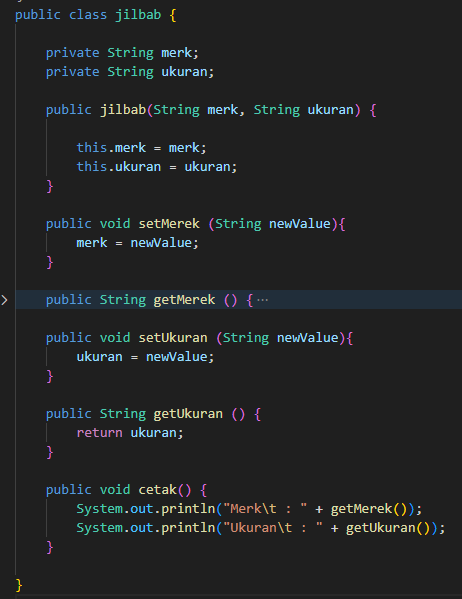 public class jilbab {
private String merk;
private String ukuran;
public jilbab(String merk, String ukuran) {
this.merk = merk;
this.ukuran = ukuran;
}
public void setMerek (String newValue){
merk = newValue;
}
public String getMerek () {···
public void setUkuran (String newValue){
ukuran = newValue;
}
public String getUkuran () {
return ukuran;
}
public void cetak() {
System.out.println("Merk\t : " + getMerek());
System.out.println("Ukuran\t : " + getUkuran());
}
}